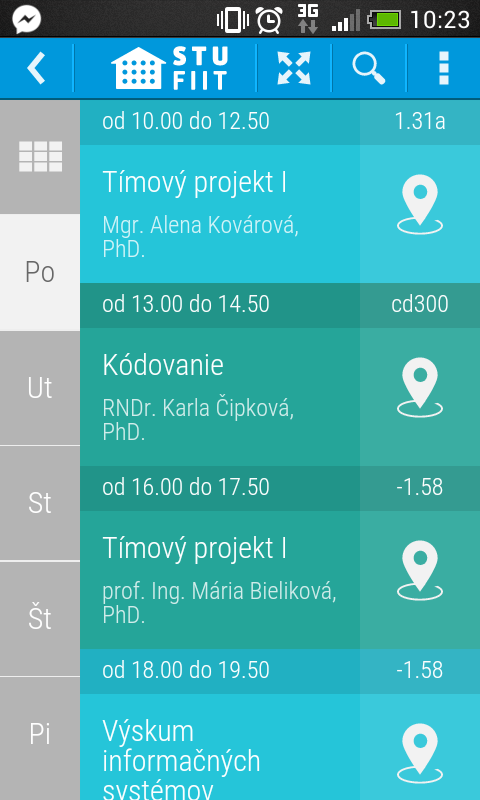 3G
10:23
STU
FIIT
od 10.00 do 12.50
1.31a
Tímový projekt I
Mgr. Alena Kovárová,
PhD.
Po
od 13.00 do 14.50
cd300
Kódovanie
RNDr. Karla Čipková,
PhD.
Ut
od 16.00 do 17.50
-1.58
St
Tímový projekt I
prof. Ing. Mária Bieliková,
PhD.
Št
od 18.00 do 19.50
-1.58
Pi
Výskum
informačných
systémov